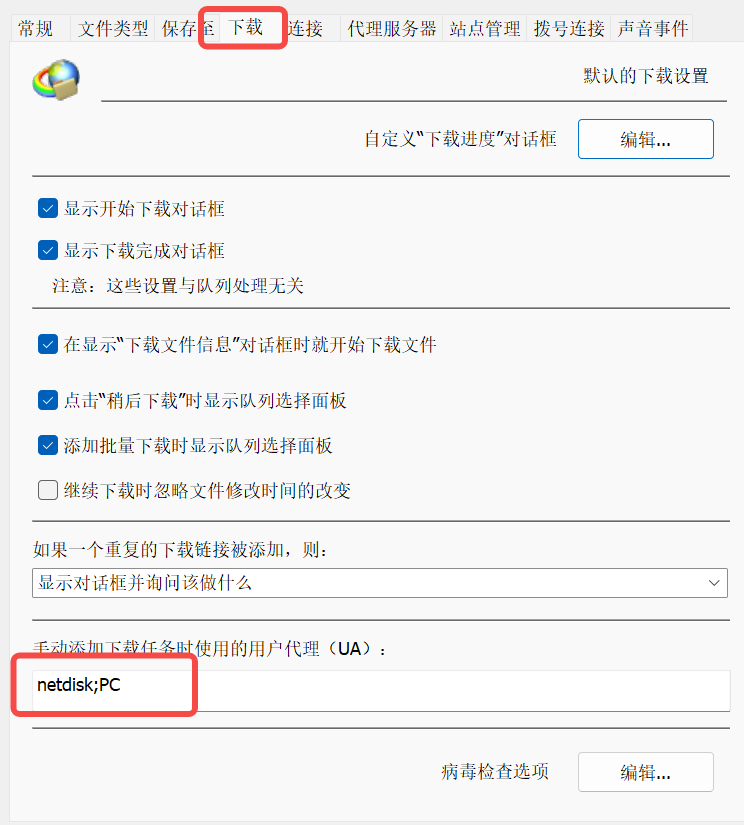 常规 文件类型 保存至 下载 连接 代理服务器 站点管理 拨号连接 声音事件
默认的下载设置
自定义“下载进度”对话框 编辑...
显示开始下载对话框
显示下载完成对话框
注意：这些设置与队列处理无关
在显示“下载文件信息”对话框时就开始下载文件
点击“稍后下载”时显示队列选择面板
添加批量下载时显示队列选择面板
继续下载时忽略文件修改时间的改变
如果一个重复的下载链接被添加，则：
显示对话框并询问该做什么
手动添加下载任务时使用的用户代理（UA）：
netdisk;PC
病毒检查选项 编辑...